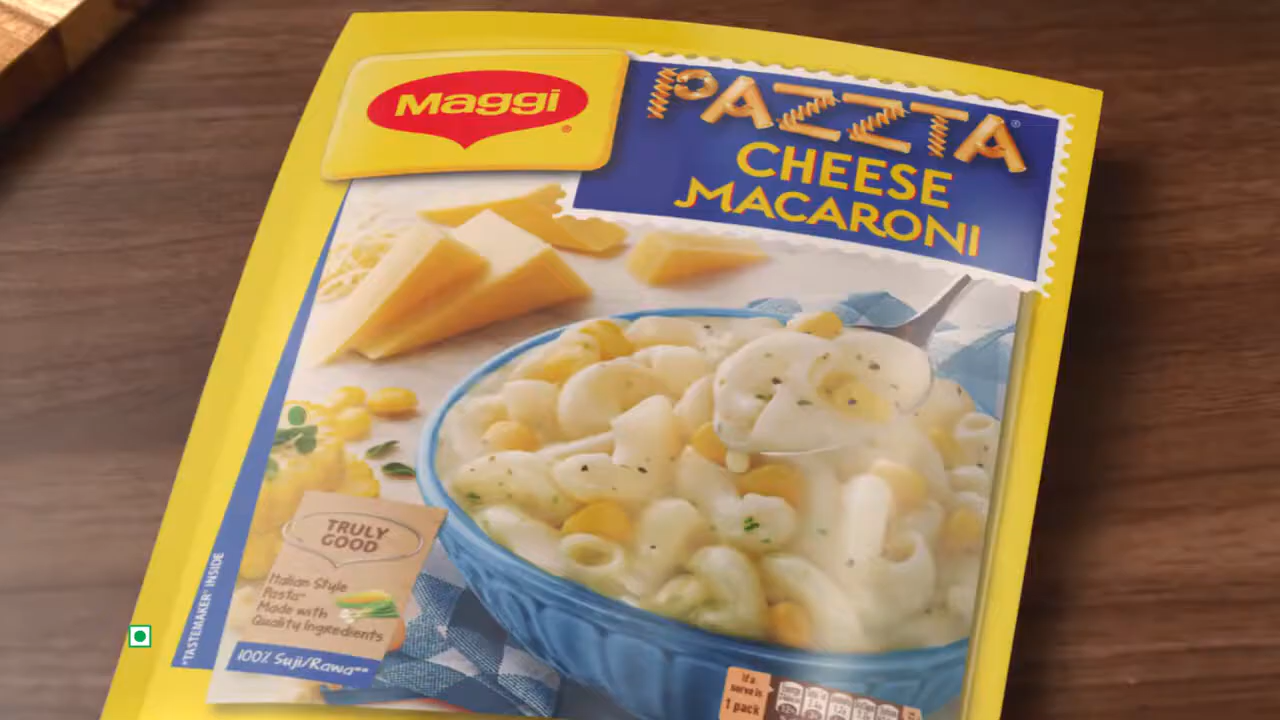 Maggi
®
PAZZTA®
CHEESE
MACARONI
TRULY
GOOD
Italian Style
Pasta**
Made with
Quality Ingredients
100% Suji/Rawa**
*TASTEMAKER* INSIDE
If a
serve is
1 pack